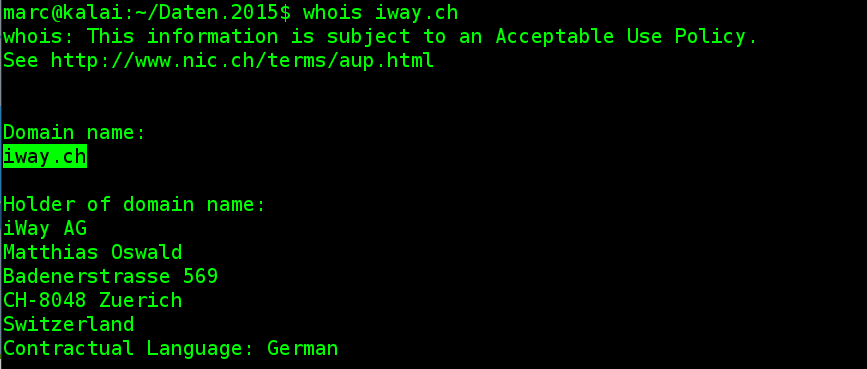 marc@kalai:~/Daten.2015$ whois iway.ch
whois: This information is subject to an Acceptable Use Policy.
See http://www.nic.ch/terms/aup.html
Domain name:
iway.ch
Holder of domain name:
iWay AG
Matthias Oswald
Badenerstrasse 569
CH-8048 Zuerich
Switzerland
Contractual Language: German